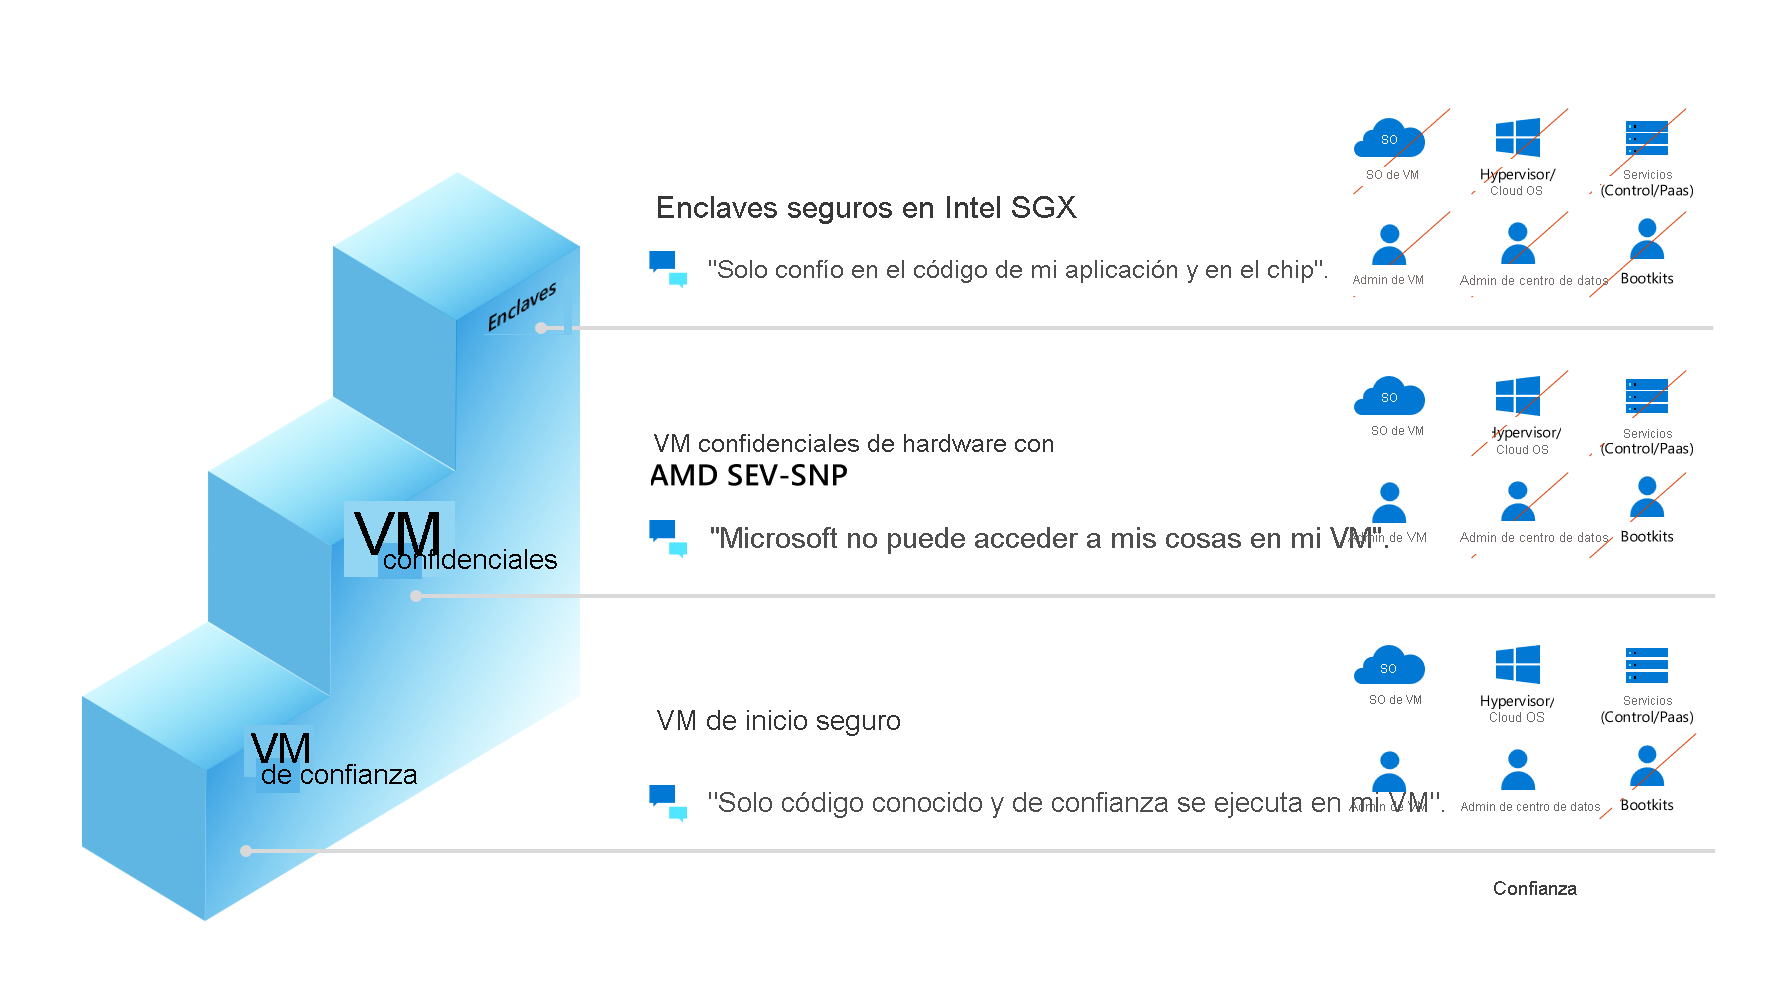 SO
SO de VM
Hypervisor/
Cloud OS
Servicios
(Control/Paas)
Enclaves seguros en Intel SGX
"Solo confío en el código de mi aplicación y en el chip".
Admin de VM
Admin de centro de datos
Bootkits
Enclaves
SO
SO de VM
Hypervisor/
Cloud OS
Servicios
(Control/Paas)
VM confidenciales de hardware con
AMD SEV-SNP
"Microsoft no puede acceder a mis cosas en mi VM".
Admin de VM
Admin de centro de datos
Bootkits
VM
confidenciales
SO
SO de VM
Hypervisor/
Cloud OS
Servicios
(Control/Paas)
VM de inicio seguro
"Solo código conocido y de confianza se ejecuta en mi VM".
Admin de VM
Admin de centro de datos
Bootkits
VM
de confianza
Confianza